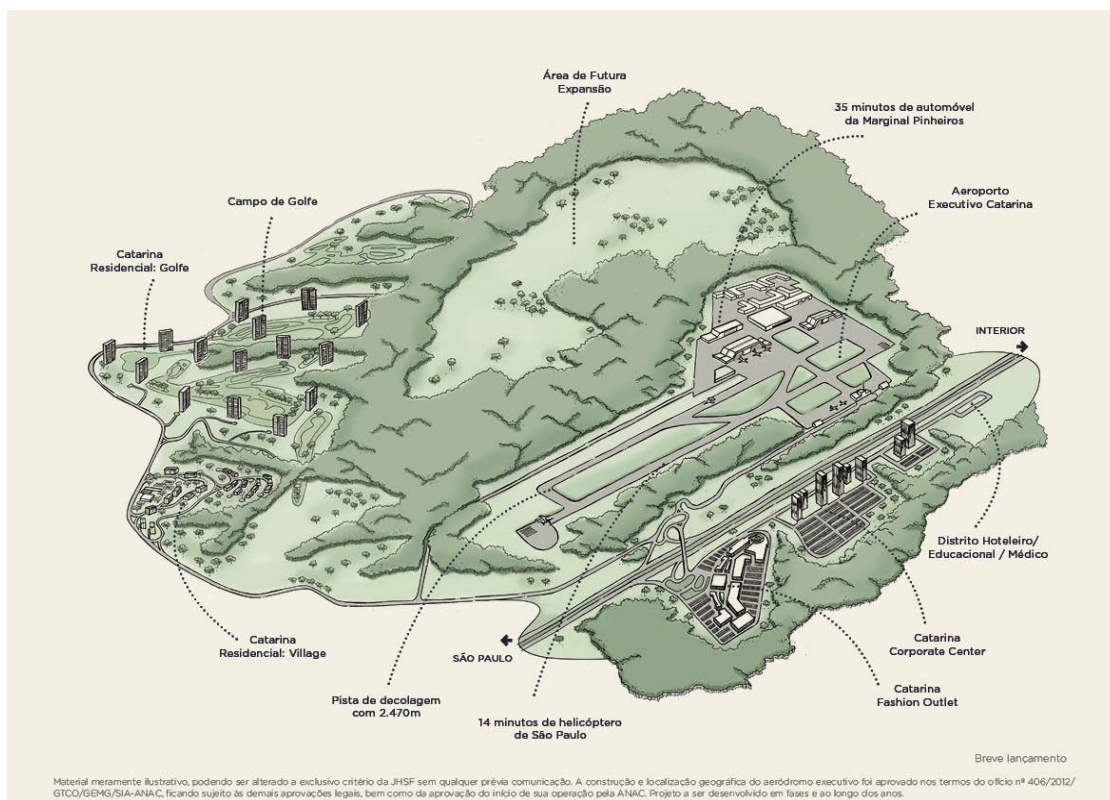 Área de Futura
Expansão
35 minutos de automóvel
da Marginal Pinheiros
Campo de Golfe
Aeroporto
Executivo Catarina
Catarina
Residencial: Golfe
INTERIOR
Distrito Hoteleiro/
Educacional / Médico
Catarina
Residencial: Village
SÃO PAULO
Catarina
Corporate Center
Pista de decolagem
com 2.470m
Catarina
Fashion Outlet
14 minutos de helicóptero
de São Paulo
Breve lançamento
Material meramente ilustrativo, podendo ser alterado a exclusivo critério da JHSF sem qualquer prévia comunicação. A construção e localização geográfica do aeródromo executivo foi aprovado nos termos do ofício nº 406/2012/
GTCO/GEMG/SIA-ANAC, ficando sujeito às demais aprovações legais, bem como da aprovação do início de sua operação pela ANAC. Projeto a ser desenvolvido em fases e ao longo dos anos.